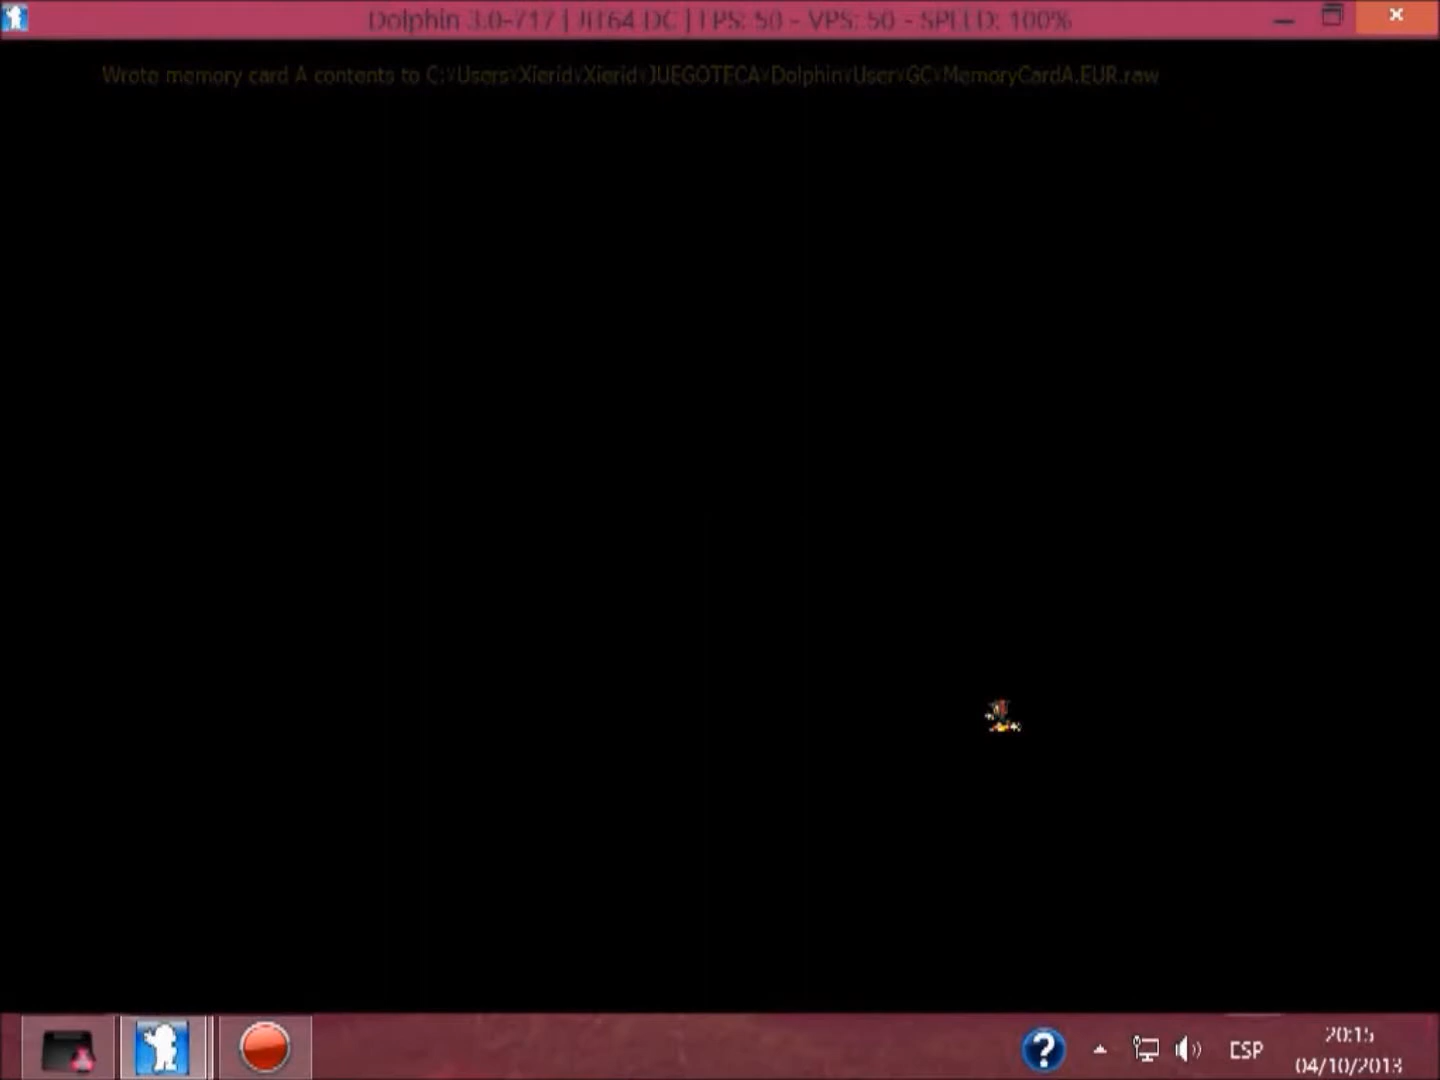 Dolphin 3.0-717 | JIT64 DC | FPS: 50 - VPS: 50 - SPEED: 100%
Wrote memory card A contents to C:\Users\Xierid\Xierid\JUEGOTECA\Dolphin\User\GC\MemoryCardA.EUR.raw
ESP
20:15
04/10/2013